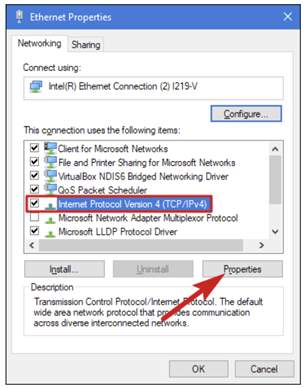 Ethernet Properties
Networking
Sharing
Connect using:
Intel(R) Ethernet Connection (2) I219-V
Configure...
This connection uses the following items:
Client for Microsoft Networks
File and Printer Sharing for Microsoft Networks
VirtualBox NDIS6 Bridged Networking Driver
QoS Packet Scheduler
Internet Protocol Version 4 (TCP/IPv4)
Microsoft Network Adapter Multiplexor Protocol
Microsoft LLDP Protocol Driver
Install...
Uninstall
Properties
Description
Transmission Control Protocol/Internet Protocol. The default
wide area network protocol that provides communication
across diverse interconnected networks.
OK
Cancel